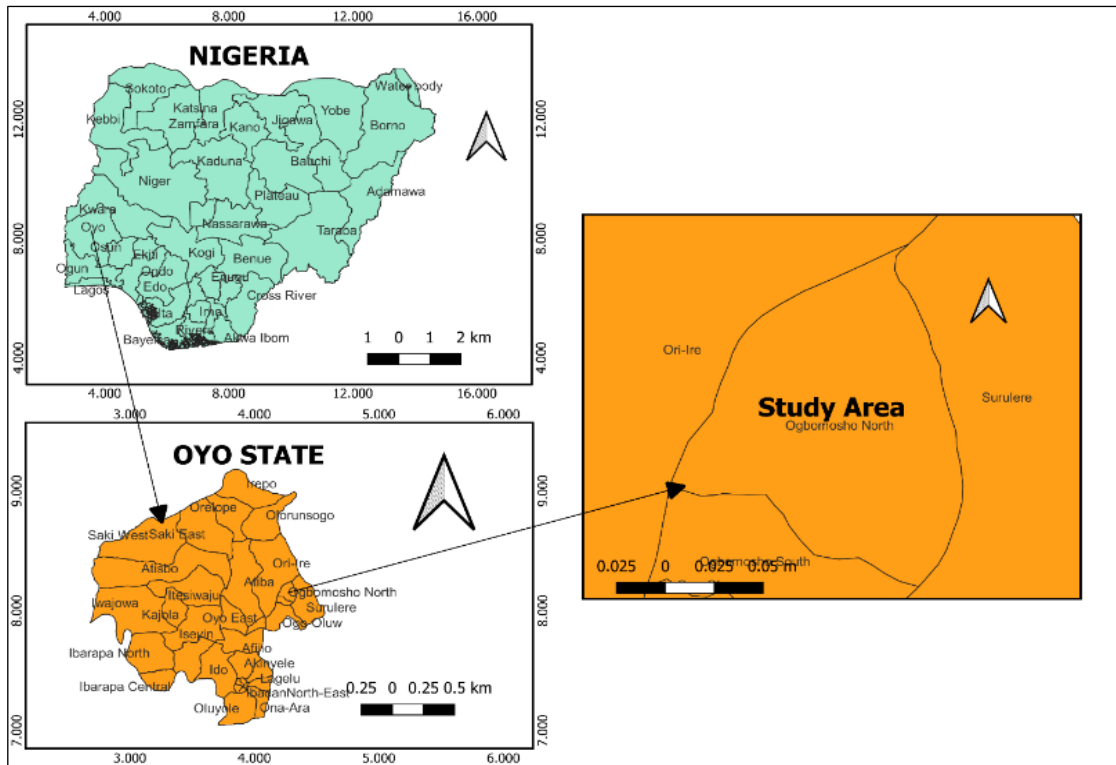 4.000 8.000 12.000 16.000
NIGERIA
12.000
8.000
4.000
12.000
8.000
4.000
Sokoto
Water body
Katsina
Yobe
Kebbi
Zamfara
Kano
Jigawa
Borno
Kaduna
Bauchi
Niger
Adamawa
Plateau
Kwara
Nassarawa
Oyo
Taraba
Osun
Ekiti
Kogi
Benue
Ogun
Ondo
Enugu
Lagos
Edo
Cross River
Delta
Imo
Rivers
Bayelsa
Akwa Ibom
1 0 1 2 km
4.000 8.000 12.000 16.000
3.000 4.000 5.000 6.000
OYO STATE
9.000
8.000
7.000
9.000
8.000
7.000
Irepo
Orelope
Olorunsogo
Saki West
Saki East
Ori-Ire
Atisbo
Atiba
Itesiwaju
Ogbomosho North
Iwajowa
Surulere
Kajola
Oyo East
Ogo Oluw
Iseyin
Ibarapa North
Afijio
Ido
Akinyele
Lagelu
Ibarapa Central
IbadanNorth-East
Oluyole
Ona-Ara
0.25 0 0.25 0.5 km
3.000 4.000 5.000 6.000
Ori-Ire
Surulere
Study Area
Ogbomosho North
Ogbomosho South
0.025 0 0.025 0.05 m